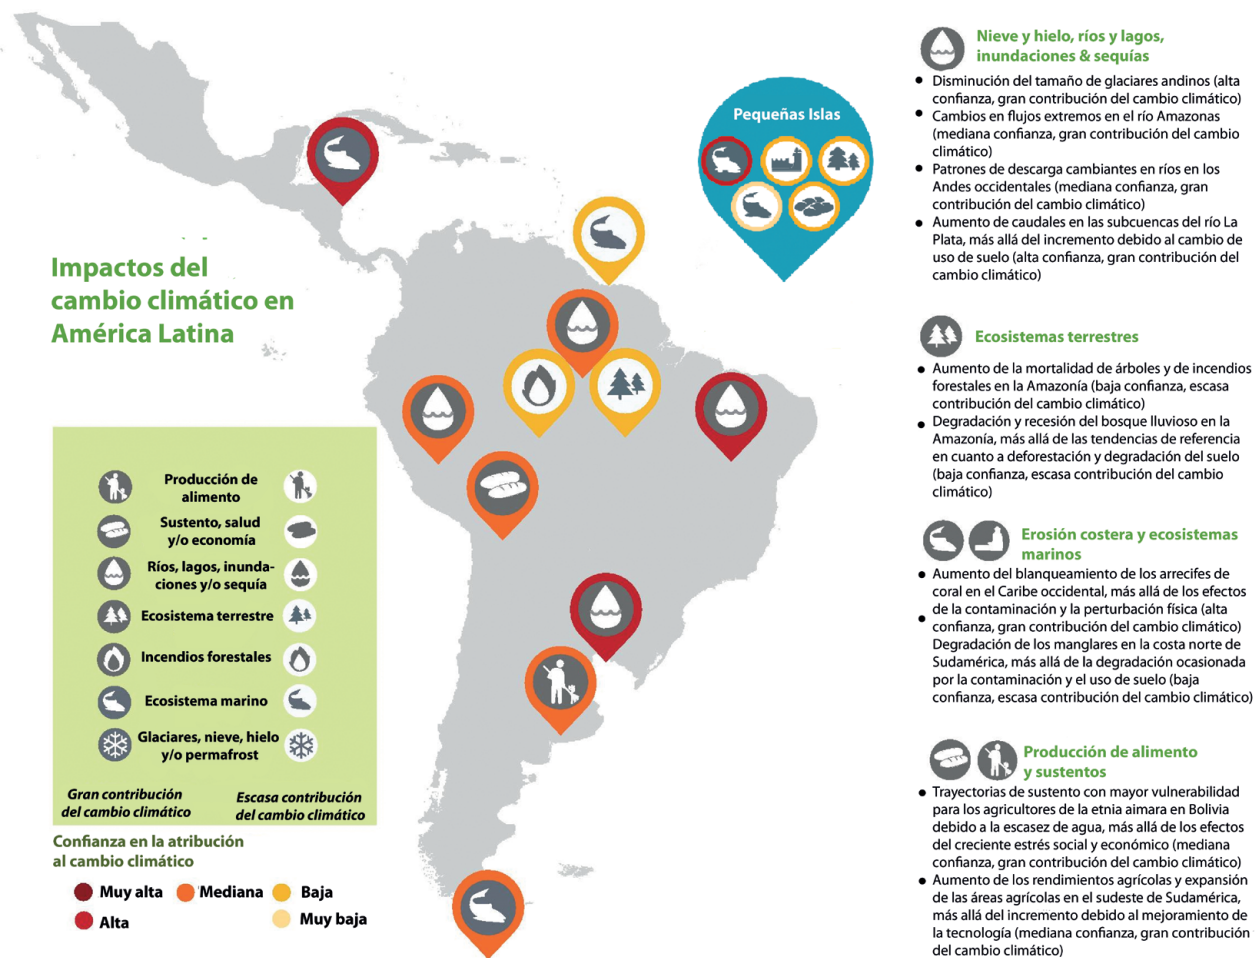 Impactos del
cambio climático en
América Latina
Pequeñas Islas
Producción de
alimento
Sustento, salud
y/o economía
Ríos, lagos, inunda-
ciones y/o sequía
Ecosistema terrestre
Incendios forestales
Ecosistema marino
Glaciares, nieve, hielo
y/o permafrost
Gran contribución
del cambio climático
Escasa contribución
del cambio climático
Confianza en la atribución
al cambio climático
Muy alta
Mediana
Baja
Alta
Muy baja
Nieve y hielo, ríos y lagos,
inundaciones & sequías
• Disminución del tamaño de glaciares andinos (alta
confianza, gran contribución del cambio climático)
• Cambios en flujos extremos en el río Amazonas
(mediana confianza, gran contribución del cambio
climático)
• Patrones de descarga cambiantes en ríos en los
Andes occidentales (mediana confianza, gran
contribución del cambio climático)
• Aumento de caudales en las subcuencas del río La
Plata, más allá del incremento debido al cambio de
uso de suelo (alta confianza, gran contribución del
cambio climático)
Ecosistemas terrestres
• Aumento de la mortalidad de árboles y de incendios
forestales en la Amazonía (baja confianza, escasa
contribución del cambio climático)
• Degradación y recesión del bosque lluvioso en la
Amazonía, más allá de las tendencias de referencia
en cuanto a deforestación y degradación del suelo
(baja confianza, escasa contribución del cambio
climático)
Erosión costera y ecosistemas
marinos
• Aumento del blanqueamiento de los arrecifes de
coral en el Caribe occidental, más allá de los efectos
de la contaminación y la perturbación física (alta
• confianza, gran contribución del cambio climático)
Degradación de los manglares en la costa norte de
Sudamérica, más allá de la degradación ocasionada
por la contaminación y el uso de suelo (baja
confianza, escasa contribución del cambio climático)
Producción de alimento
y sustentos
• Trayectorias de sustento con mayor vulnerabilidad
para los agricultores de la etnia aimara en Bolivia
debido a la escasez de agua, más allá de los efectos
del creciente estrés social y económico (mediana
confianza, gran contribución del cambio climático)
• Aumento de los rendimientos agrícolas y expansión
de las áreas agrícolas en el sudeste de Sudamérica,
más allá del incremento debido al mejoramiento de
la tecnología (mediana confianza, gran contribución
del cambio climático)